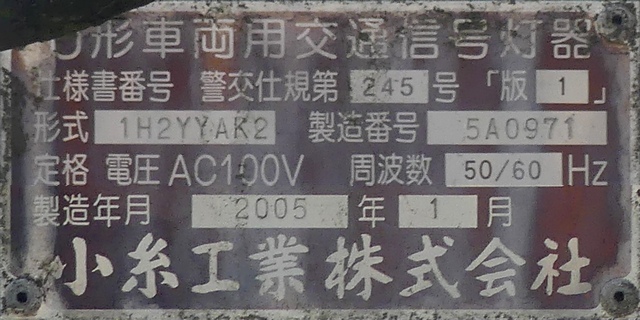 U形車両用交通信号灯器
仕様書番号 警交仕規第 245 号 「版 1 」
形式 1H2YYAK2 製造番号 5A0971
定格 電圧 AC100V 周波数 50/60 Hz
製造年月 2005 年 1 月
小糸工業株式会社